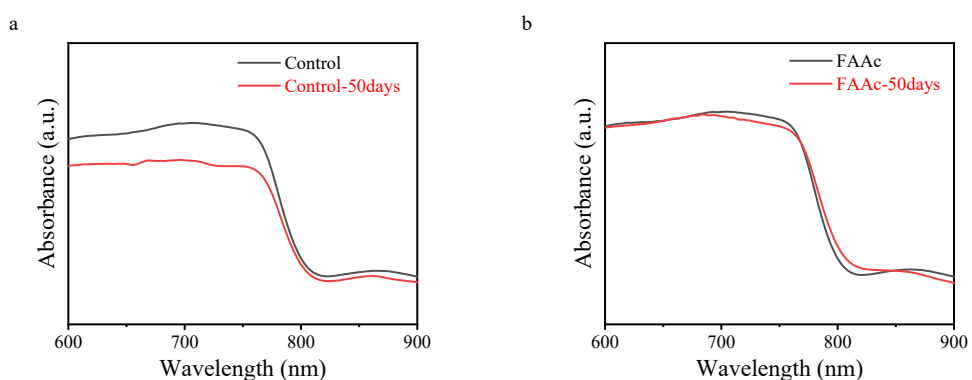 a
Control
Control-50days
Absorbance (a.u.)
600
700
800
900
Wavelength (nm)
b
FAAc
FAAc-50days
Absorbance (a.u.)
600
700
800
900
Wavelength (nm)